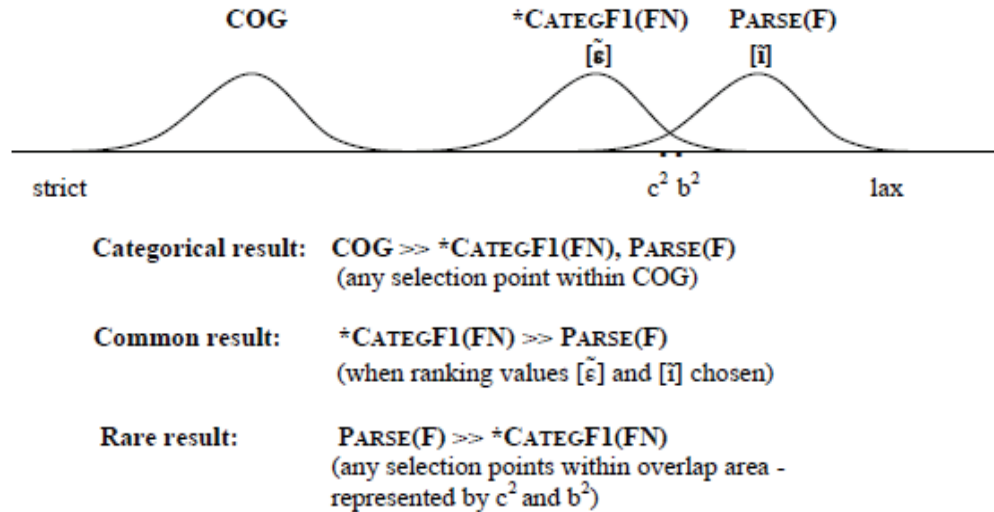 COG *CATEGF1(FN) PARSE(F)
[ɛ̃] [ĩ]
strict c² b² lax
Categorical result: COG >> *CATEGF1(FN), PARSE(F)
(any selection point within COG)
Common result: *CATEGF1(FN) >> PARSE(F)
(when ranking values [ɛ̃] and [ĩ] chosen)
Rare result: PARSE(F) >> *CATEGF1(FN)
(any selection points within overlap area -
represented by c² and b²)